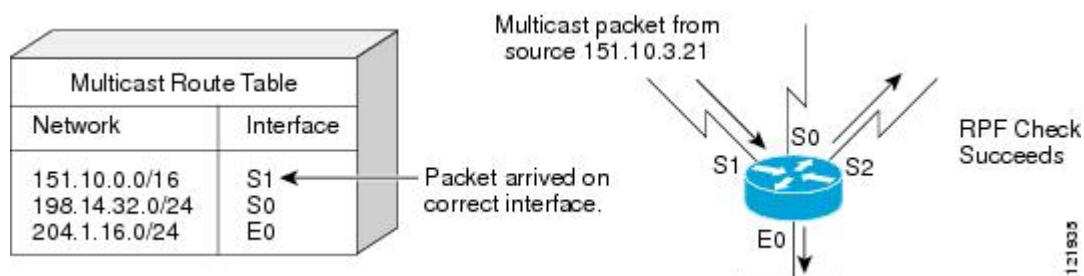 Multicast Route Table
Network Interface
151.10.0.0/16 S1
198.14.32.0/24 S0
204.1.16.0/24 E0
Packet arrived on
correct interface.
Multicast packet from
source 151.10.3.21
S0
S1
S2
E0
RPF Check
Succeeds
121935